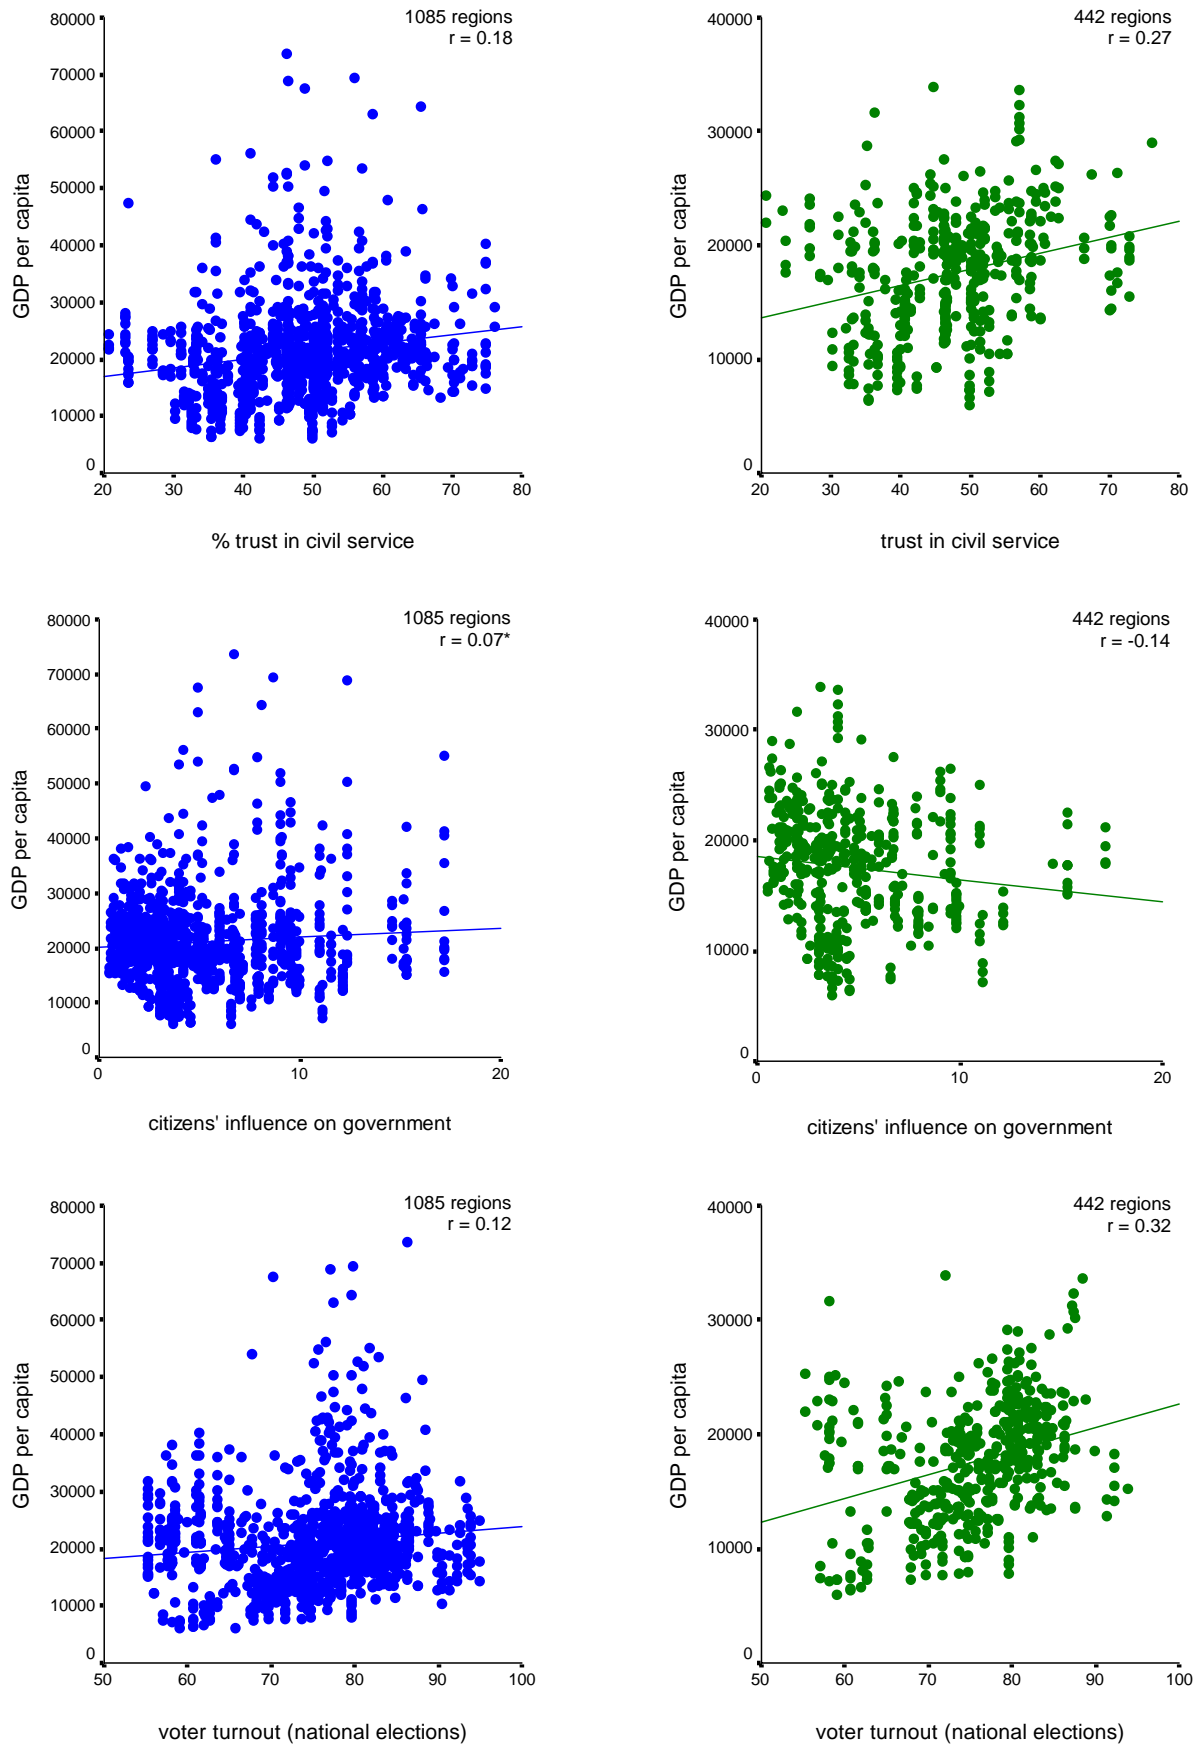 1085 regions
r = 0.18
80000
70000
60000
50000
40000
30000
20000
10000
0
GDP per capita
20 30 40 50 60 70 80
% trust in civil service
442 regions
r = 0.27
40000
30000
20000
10000
0
GDP per capita
20 30 40 50 60 70 80
trust in civil service
1085 regions
r = 0.07*
80000
70000
60000
50000
40000
30000
20000
10000
0
GDP per capita
0 10 20
citizens' influence on government
442 regions
r = -0.14
40000
30000
20000
10000
0
GDP per capita
0 10 20
citizens' influence on government
1085 regions
r = 0.12
80000
70000
60000
50000
40000
30000
20000
10000
0
GDP per capita
50 60 70 80 90 100
voter turnout (national elections)
442 regions
r = 0.32
40000
30000
20000
10000
0
GDP per capita
50 60 70 80 90 100
voter turnout (national elections)